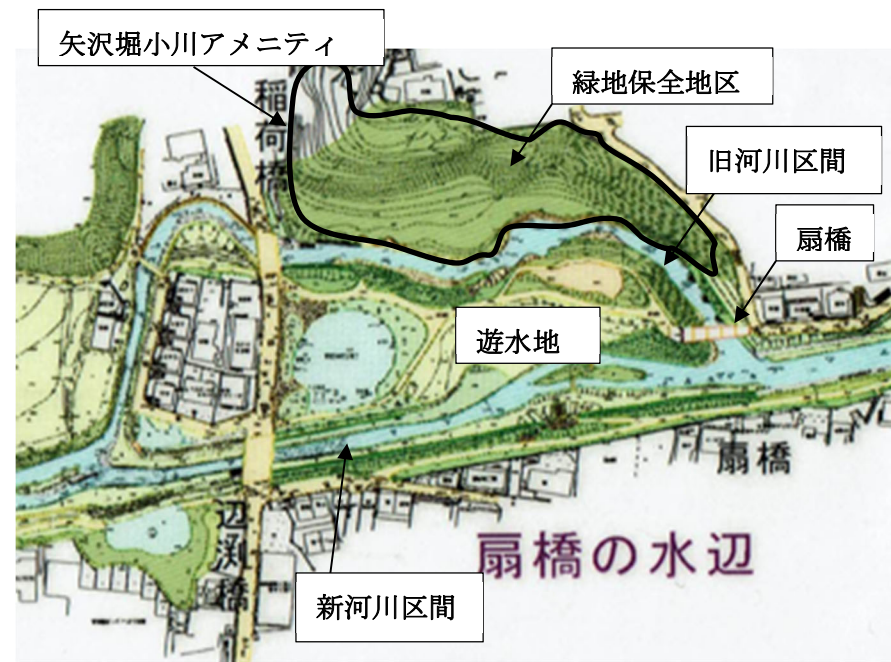 矢沢堀小川アメニティ
緑地保全地区
稲荷橋
旧河川区間
扇橋
遊水地
扇橋
辺渕橋
扇橋の水辺
新河川区間